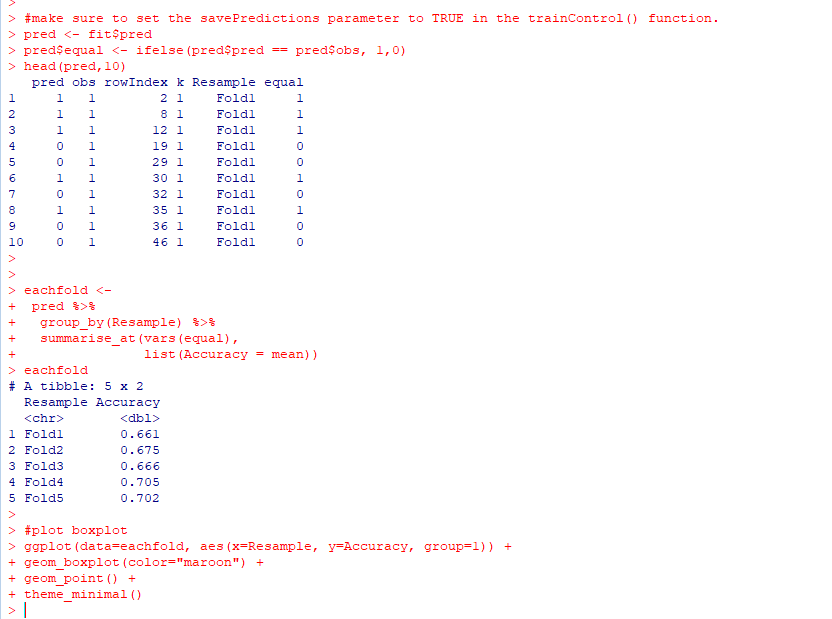 >
> #make sure to set the savePredictions parameter to TRUE in the trainControl() function.
> pred <- fit$pred
> pred$equal <- ifelse(pred$pred == pred$obs, 1,0)
> head(pred,10)
   pred obs rowIndex k Resample equal
1     1   1        2 1    Fold1     1
2     1   1        8 1    Fold1     1
3     1   1       12 1    Fold1     1
4     0   1       19 1    Fold1     0
5     0   1       29 1    Fold1     0
6     1   1       30 1    Fold1     1
7     0   1       32 1    Fold1     0
8     1   1       35 1    Fold1     1
9     0   1       36 1    Fold1     0
10    0   1       46 1    Fold1     0
>
>
> eachfold <-
+  pred %>%
+   group_by(Resample) %>%
+   summarise_at(vars(equal),
+                list(Accuracy = mean))
> eachfold
# A tibble: 5 x 2
  Resample Accuracy
  <chr>       <dbl>
1 Fold1       0.661
2 Fold2       0.675
3 Fold3       0.666
4 Fold4       0.705
5 Fold5       0.702
>
> #plot boxplot
> ggplot(data=eachfold, aes(x=Resample, y=Accuracy, group=1)) +
+ geom_boxplot(color="maroon") +
+ geom_point() +
+ theme_minimal()
>